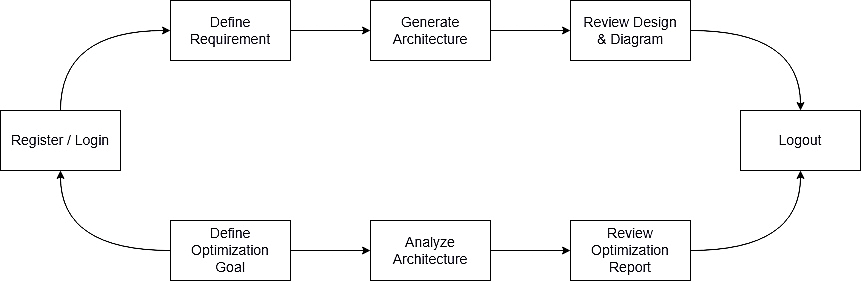 Define
Requirement
Generate
Architecture
Review Design
& Diagram
Register / Login
Logout
Define
Optimization
Goal
Analyze
Architecture
Review
Optimization
Report